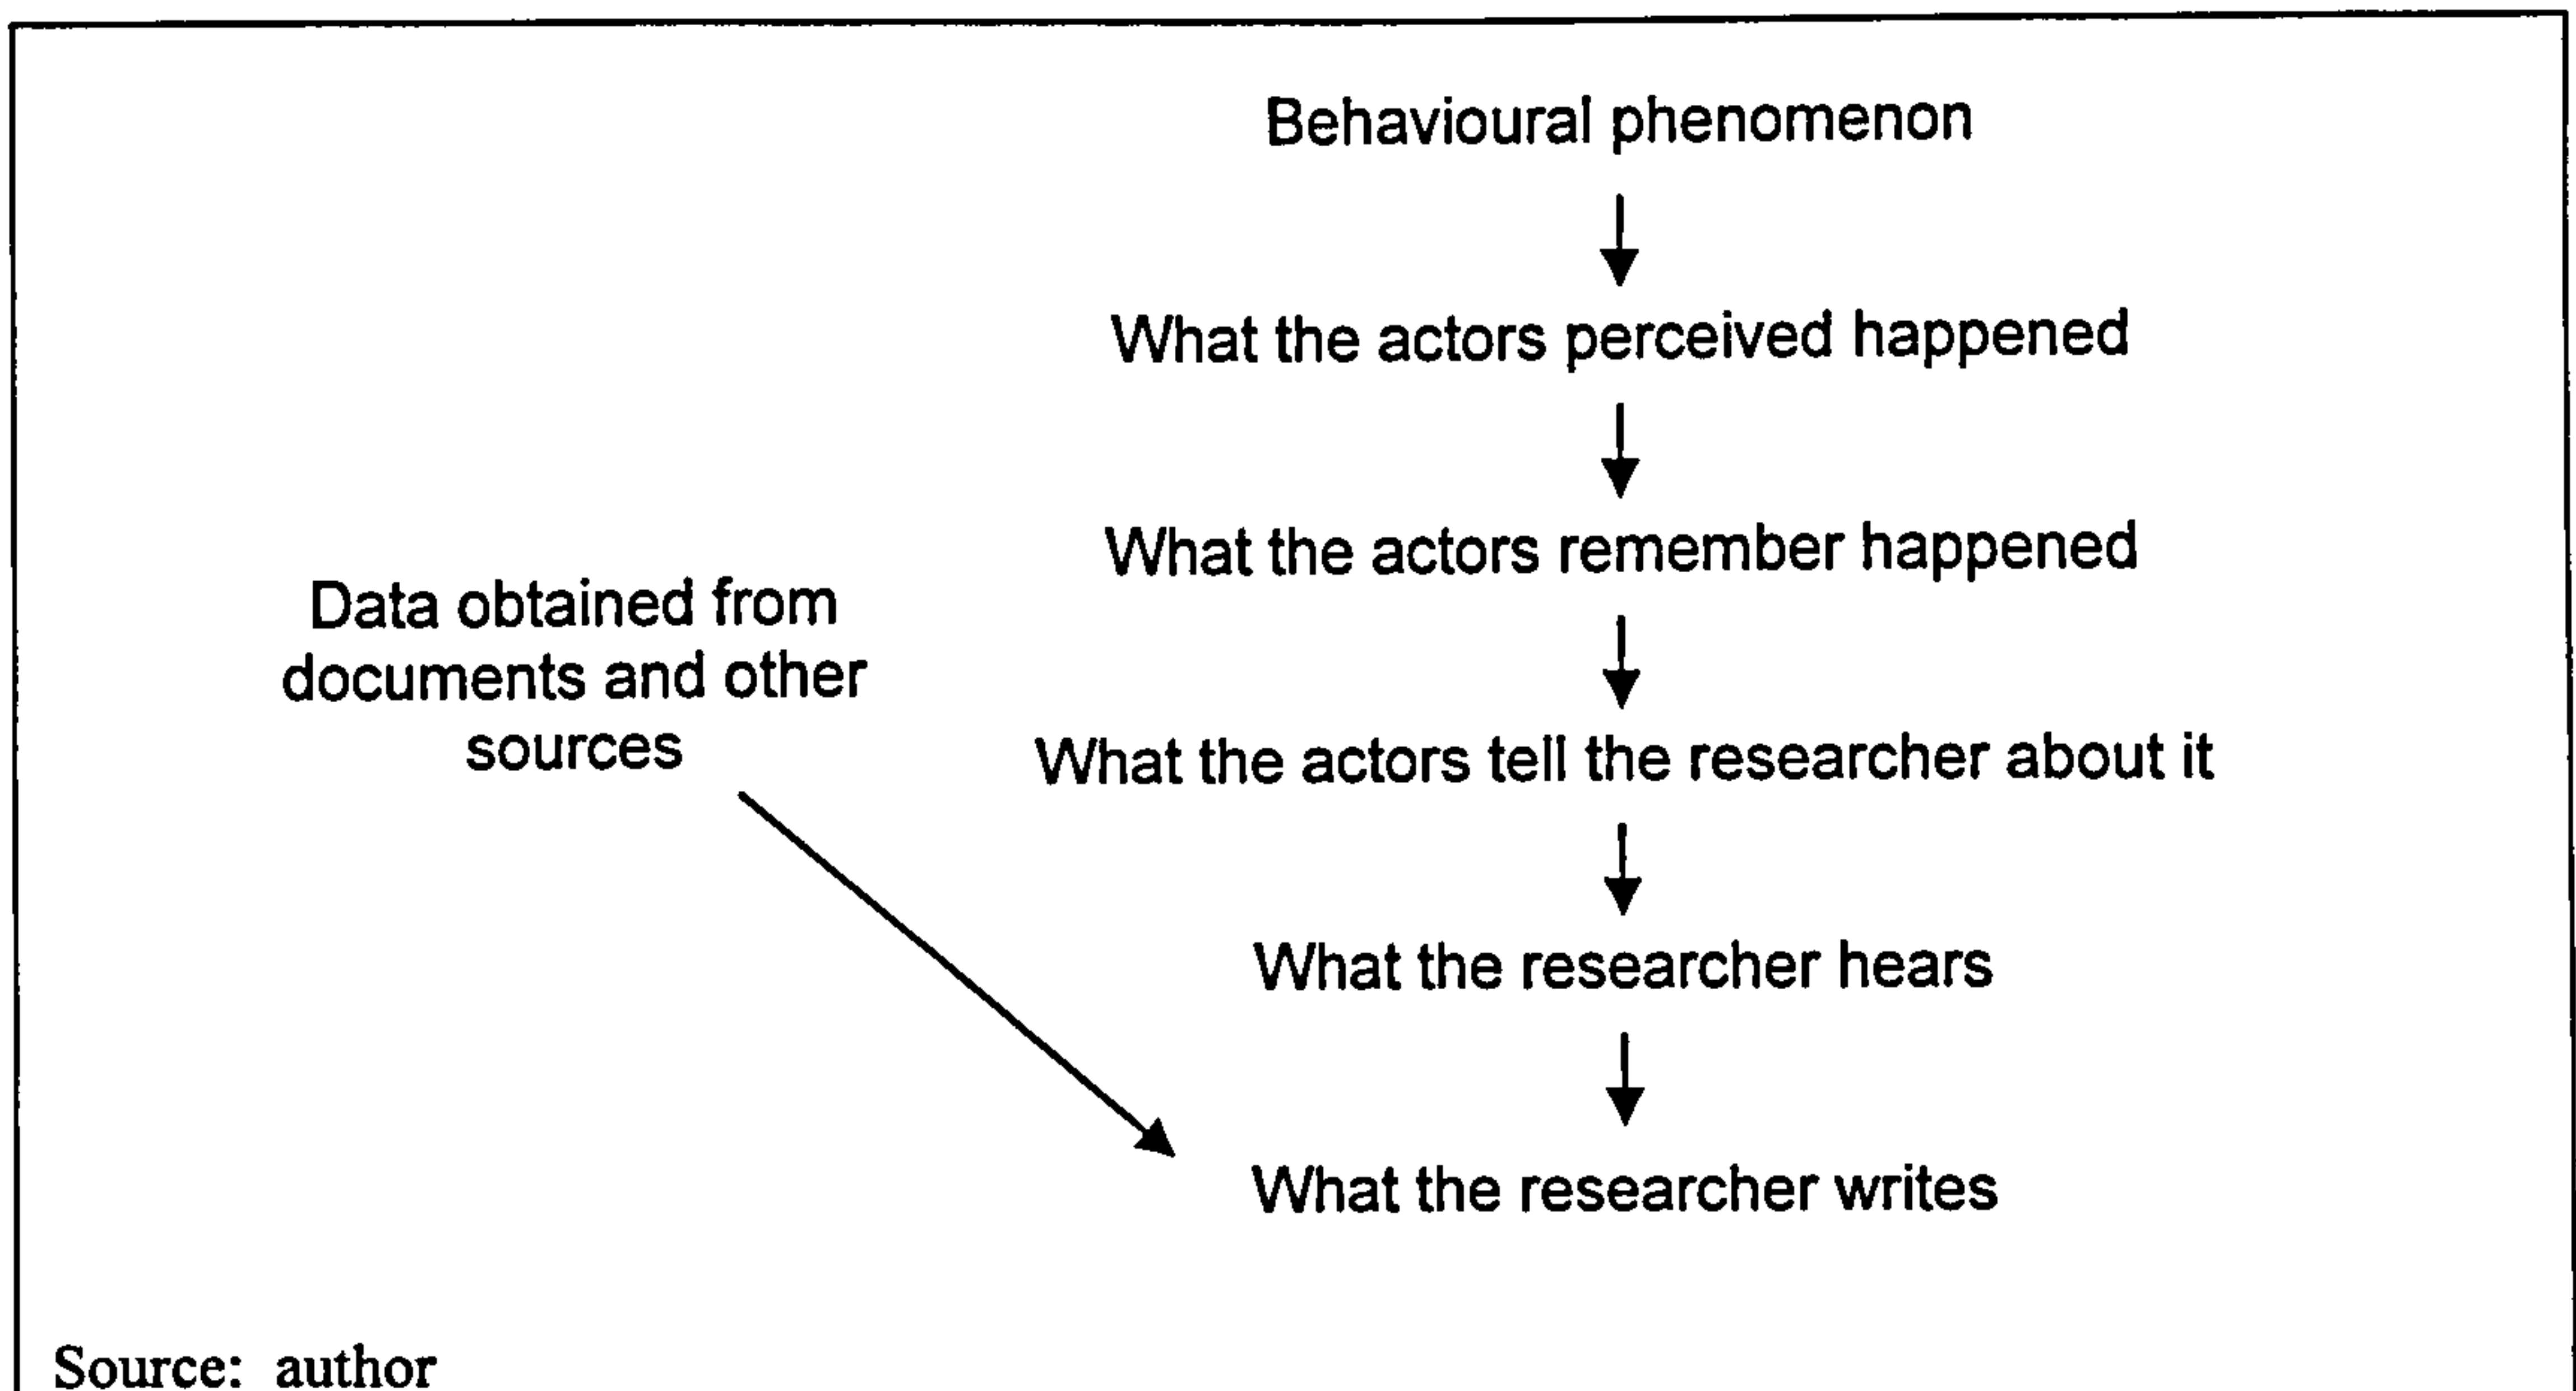 Behavioural phenomenon
What the actors perceived happened
What the actors remember happened
Data obtained from
documents and other
sources
What the actors tell the researcher about it
What the researcher hears
What the researcher writes
Source: author